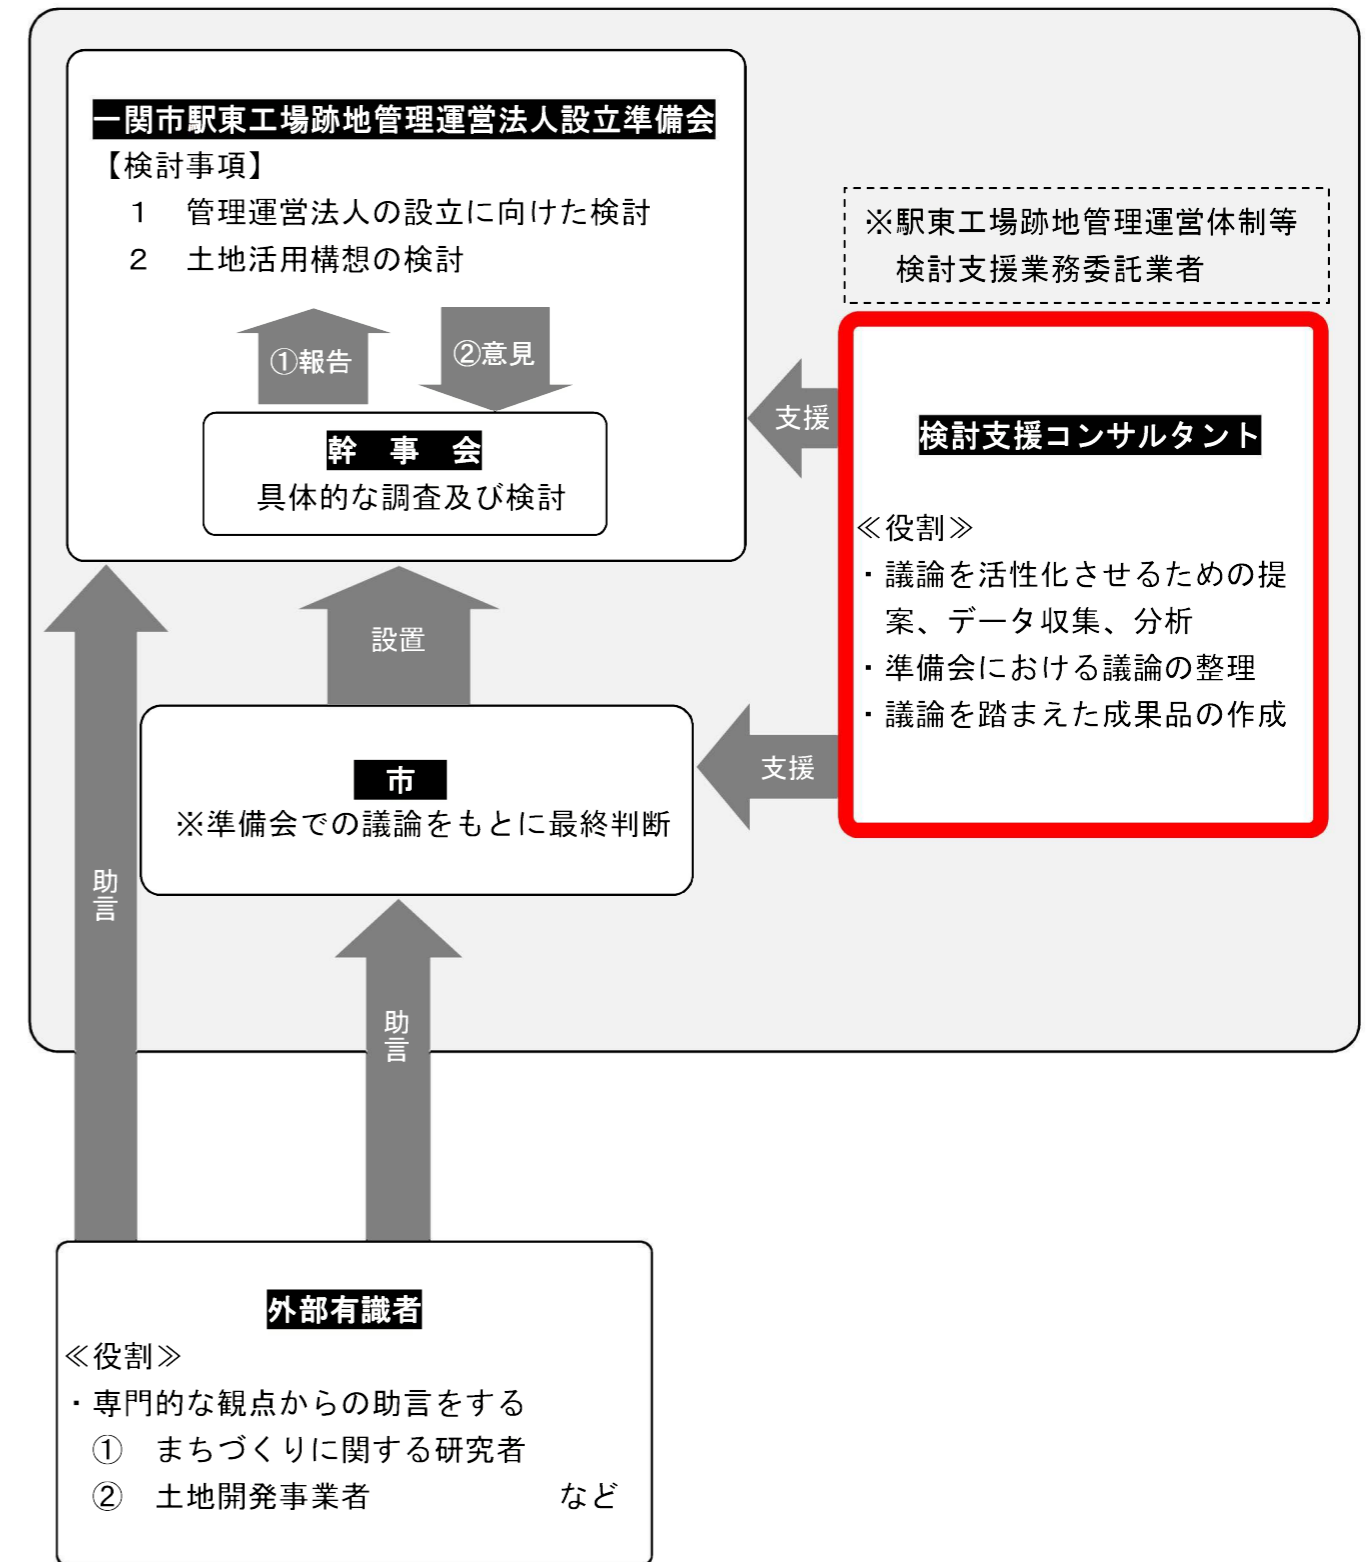 一関市駅東工場跡地管理運営法人設立準備会
【検討事項】
1 管理運営法人の設立に向けた検討
2 土地活用構想の検討
①報告
②意見
幹 事 会
具体的な調査及び検討
※駅東工場跡地管理運営体制等
検討支援業務委託業者
支援
検討支援コンサルタント
≪役割≫
・議論を活性化させるための提
案、データ収集、分析
・準備会における議論の整理
・議論を踏まえた成果品の作成
設置
支援
市
※準備会での議論をもとに最終判断
助言
助言
外部有識者
≪役割≫
・専門的な観点からの助言をする
① まちづくりに関する研究者
② 土地開発事業者 など